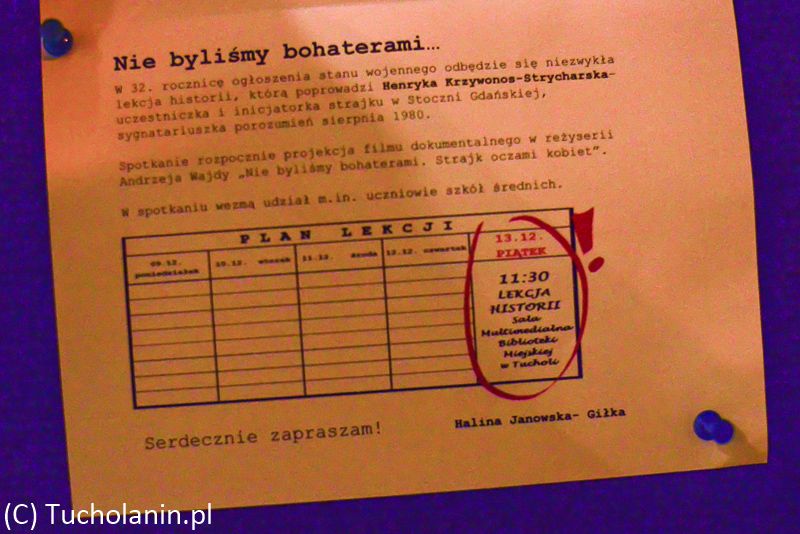 Nie byliśmy bohaterami…
W 32. rocznicę ogłoszenia stanu wojennego odbędzie się niezwykła
lekcja historii, którą poprowadzi Henryka Krzywonos-Strycharska-
uczestniczka i inicjatorka strajku w Stoczni Gdańskiej,
sygnatariuszka porozumień sierpnia 1980.
Spotkanie rozpocznie projekcja filmu dokumentalnego w reżyserii
Andrzeja Wajdy „Nie byliśmy bohaterami. Strajk oczami kobiet”.
W spotkaniu wezmą udział m.in. uczniowie szkół średnich.
PLAN LEKCJI
09.12. poniedziałek
10.12. wtorek
11.12. środa
12.12. czwartek
13.12.
PIĄTEK
!
11:30
LEKCJA
HISTORII
Sala
Multimedialna
Biblioteki
Miejskiej
w Tucholi
Serdecznie zapraszam!
Halina Janowska- Giłka
(C) Tucholanin.pl